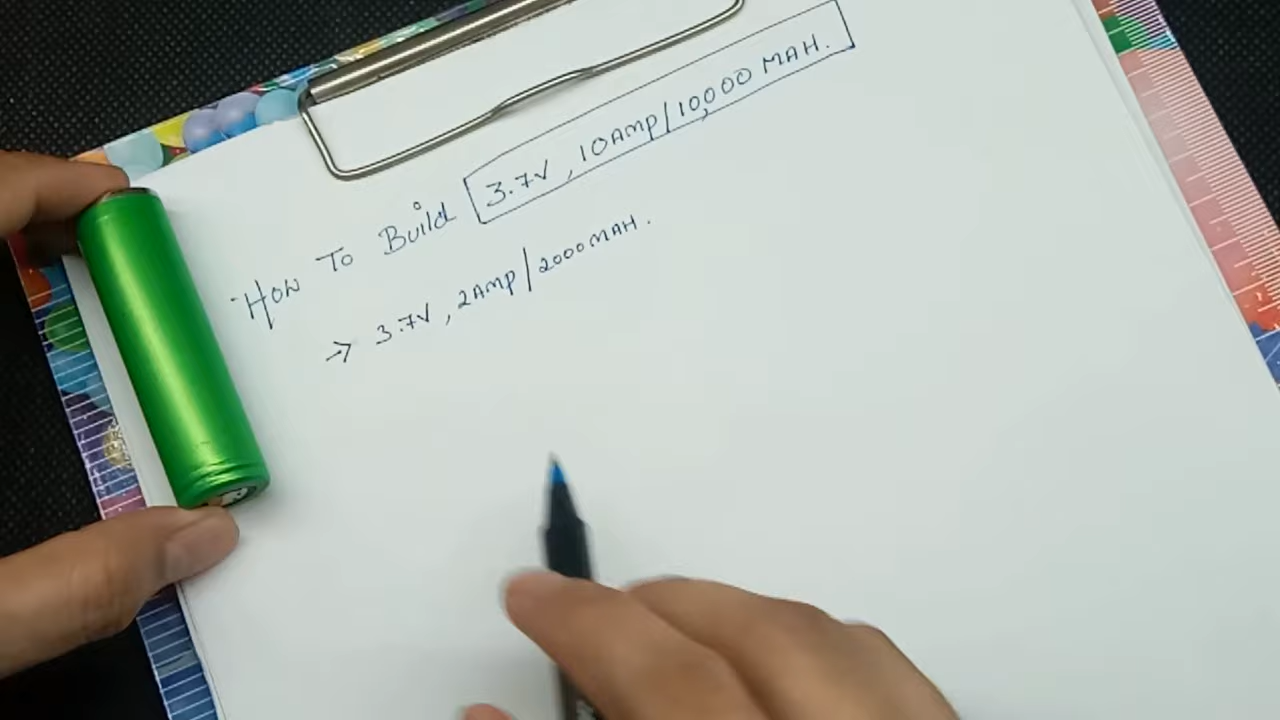 How To Build 3.7V, 10Amp/10,000 MAH.
→ 3.7V, 2Amp/2000MAH.